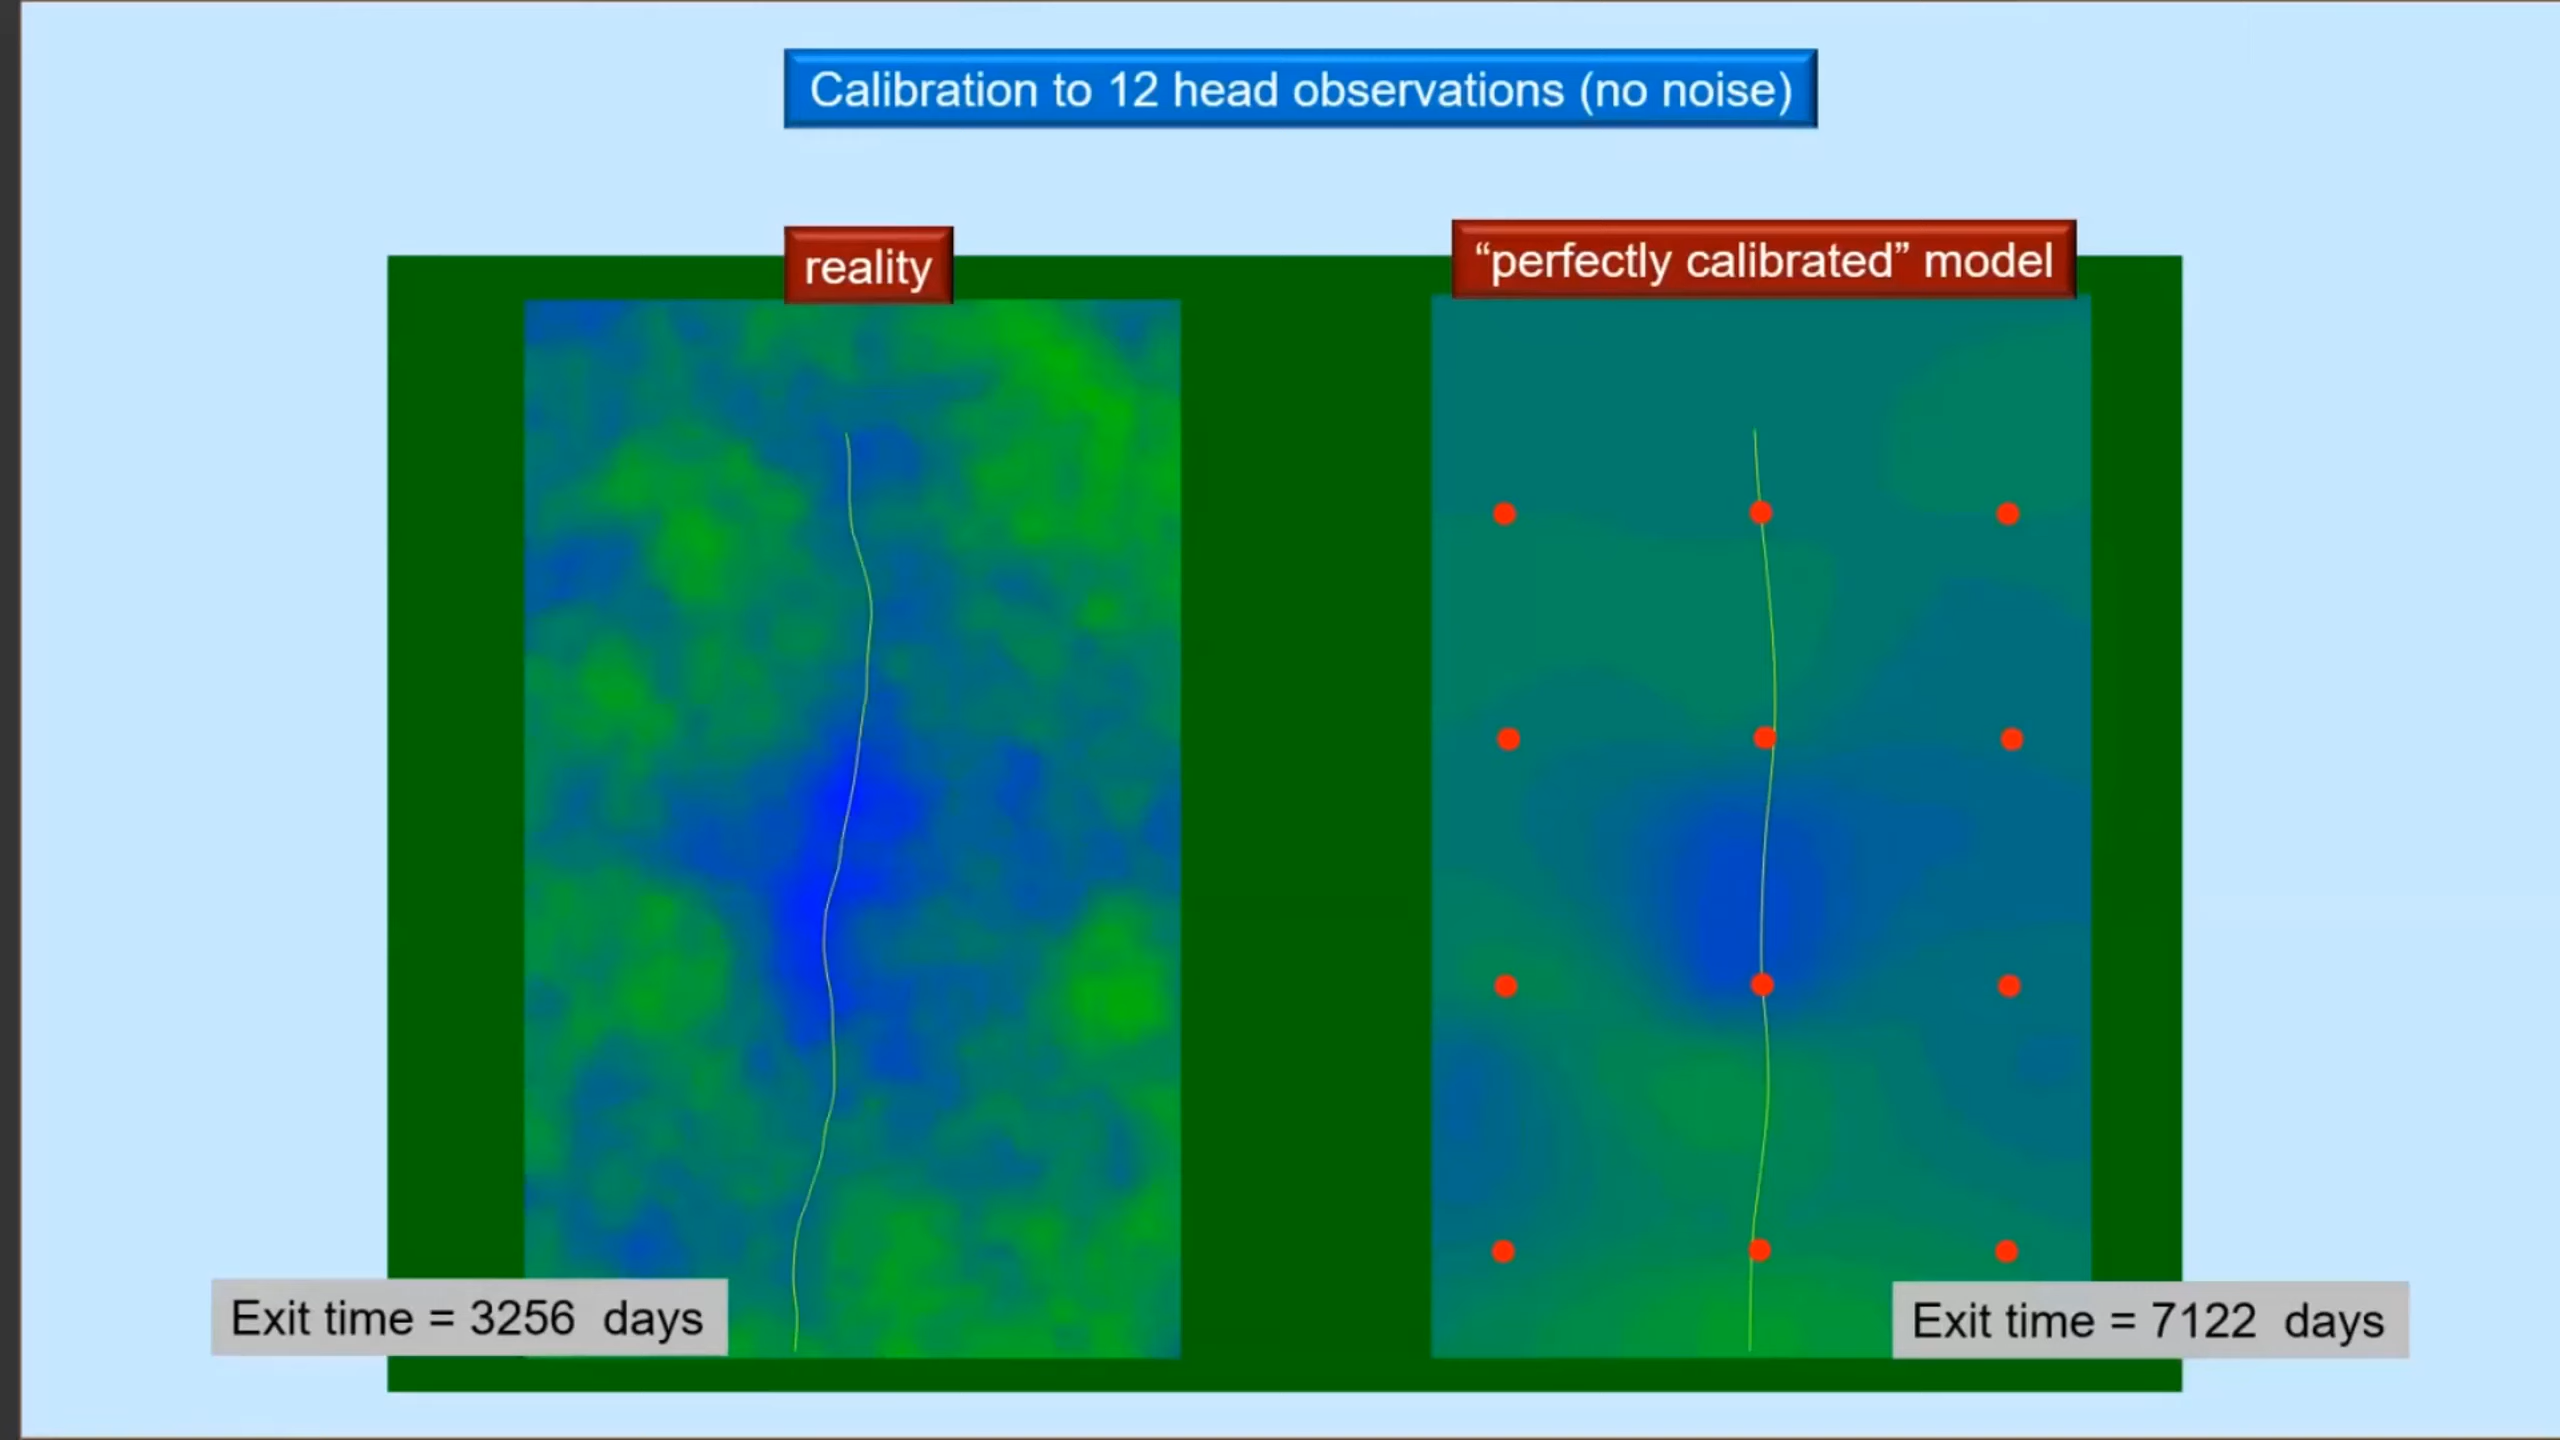 Calibration to 12 head observations (no noise)
reality
“perfectly calibrated” model
Exit time = 3256  days
Exit time = 7122  days